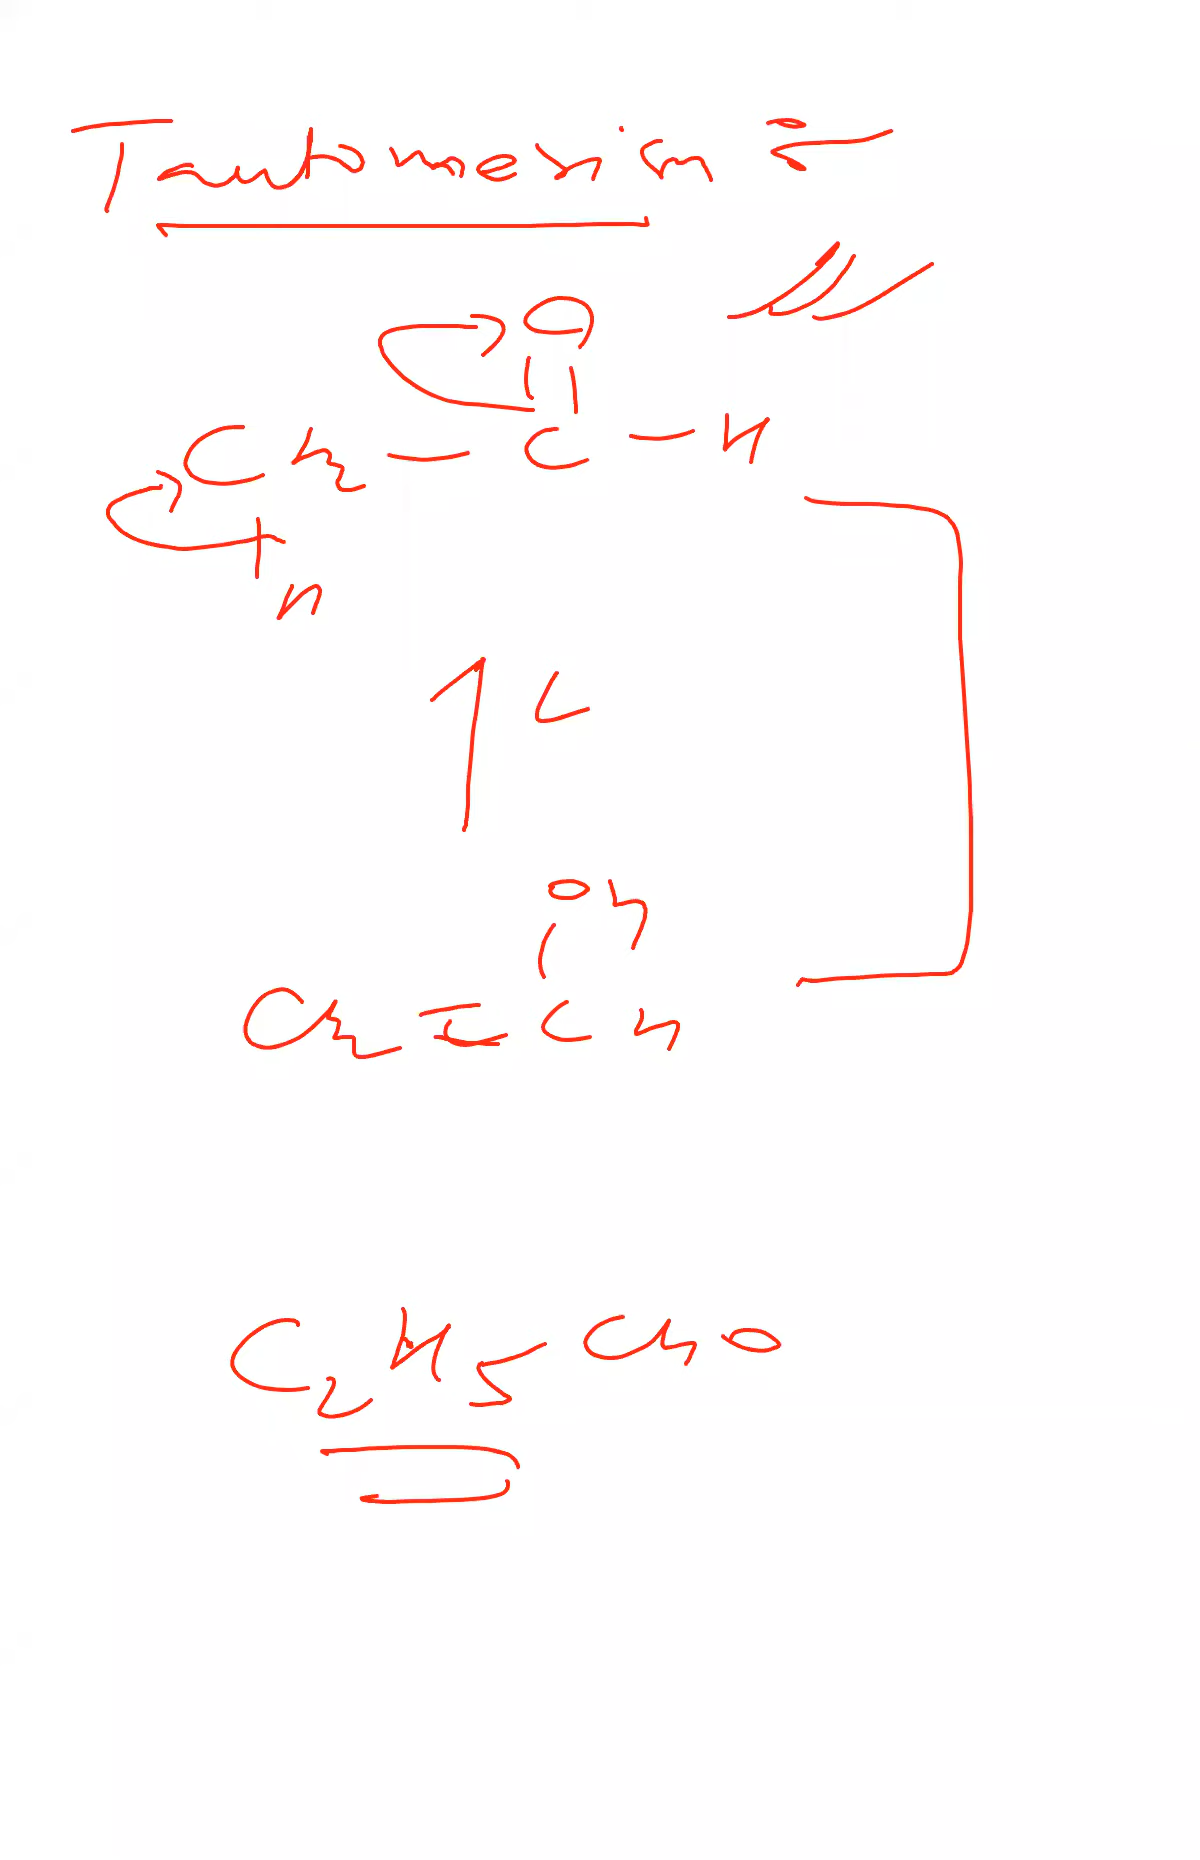 Tautomerism :-
O
||
CH2 — C — H
|
H
OH
|
CH2 = CH
C2H5 CHO